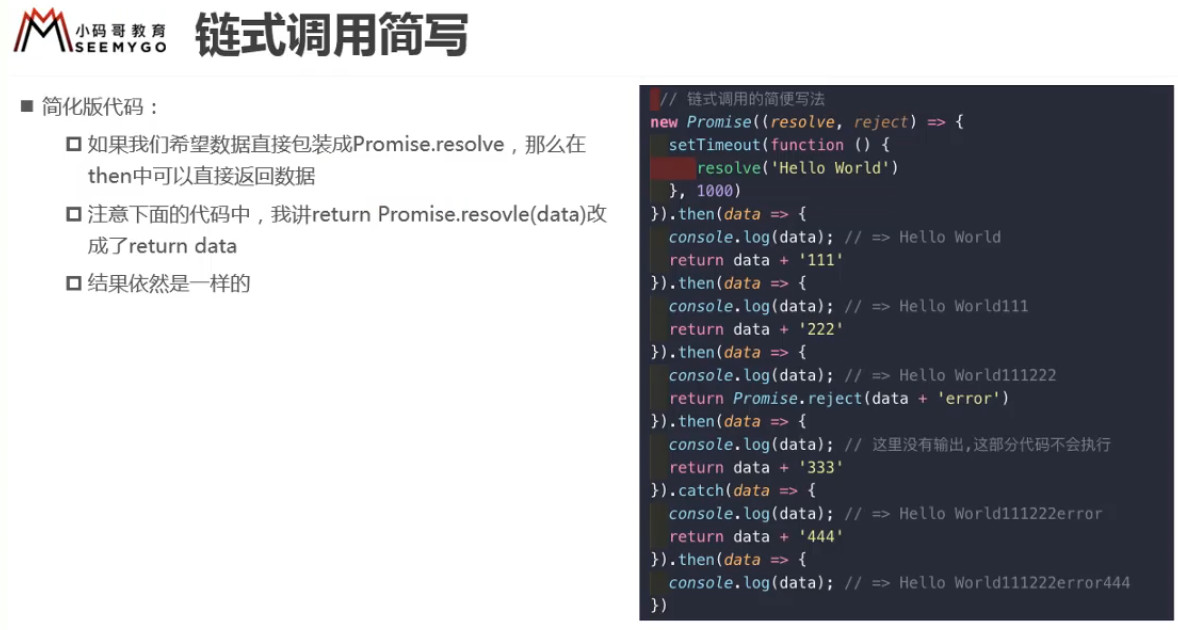 小码哥教育
SEEMYGO
链式调用简写
简化版代码：
如果我们希望数据直接包装成Promise.resolve，那么在
then中可以直接返回数据
注意下面的代码中，我讲return Promise.resovle(data)改
成了return data
结果依然是一样的
// 链式调用的简便写法
new Promise((resolve, reject) => {
  setTimeout(function () {
    resolve('Hello World')
  }, 1000)
}).then(data => {
  console.log(data); // => Hello World
  return data + '111'
}).then(data => {
  console.log(data); // => Hello World111
  return data + '222'
}).then(data => {
  console.log(data); // => Hello World111222
  return Promise.reject(data + 'error')
}).then(data => {
  console.log(data); // 这里没有输出,这部分代码不会执行
  return data + '333'
}).catch(data => {
  console.log(data); // => Hello World111222error
  return data + '444'
}).then(data => {
  console.log(data); // => Hello World111222error444
})